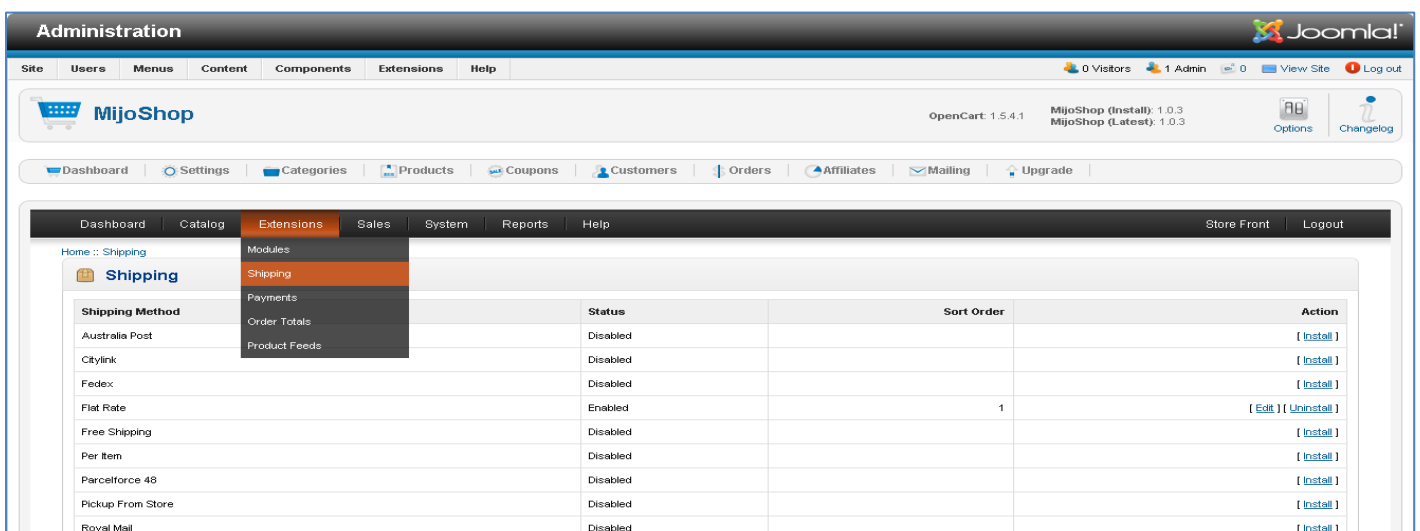 Administration Joomla!
Site Users Menus Content Components Extensions Help 0 Visitors 1 Admin 0 View Site Log out
MijoShop OpenCart: 1.5.4.1 MijoShop (Install): 1.0.3 Options Changelog
MijoShop (Latest): 1.0.3
Dashboard Settings Categories Products Coupons Customers Orders Affiliates Mailing Upgrade
Dashboard Catalog Extensions Sales System Reports Help Store Front Logout
Home :: Shipping
Modules
Shipping
Payments
Order Totals
Product Feeds
Shipping
Shipping Method Status Sort Order Action
Australia Post Disabled [ Install ]
Citylink Disabled [ Install ]
Fedex Disabled [ Install ]
Flat Rate Enabled 1 [ Edit ] [ Uninstall ]
Free Shipping Disabled [ Install ]
Per Item Disabled [ Install ]
Parcelforce 48 Disabled [ Install ]
Pickup From Store Disabled [ Install ]
Royal Mail Disabled [ Install ]